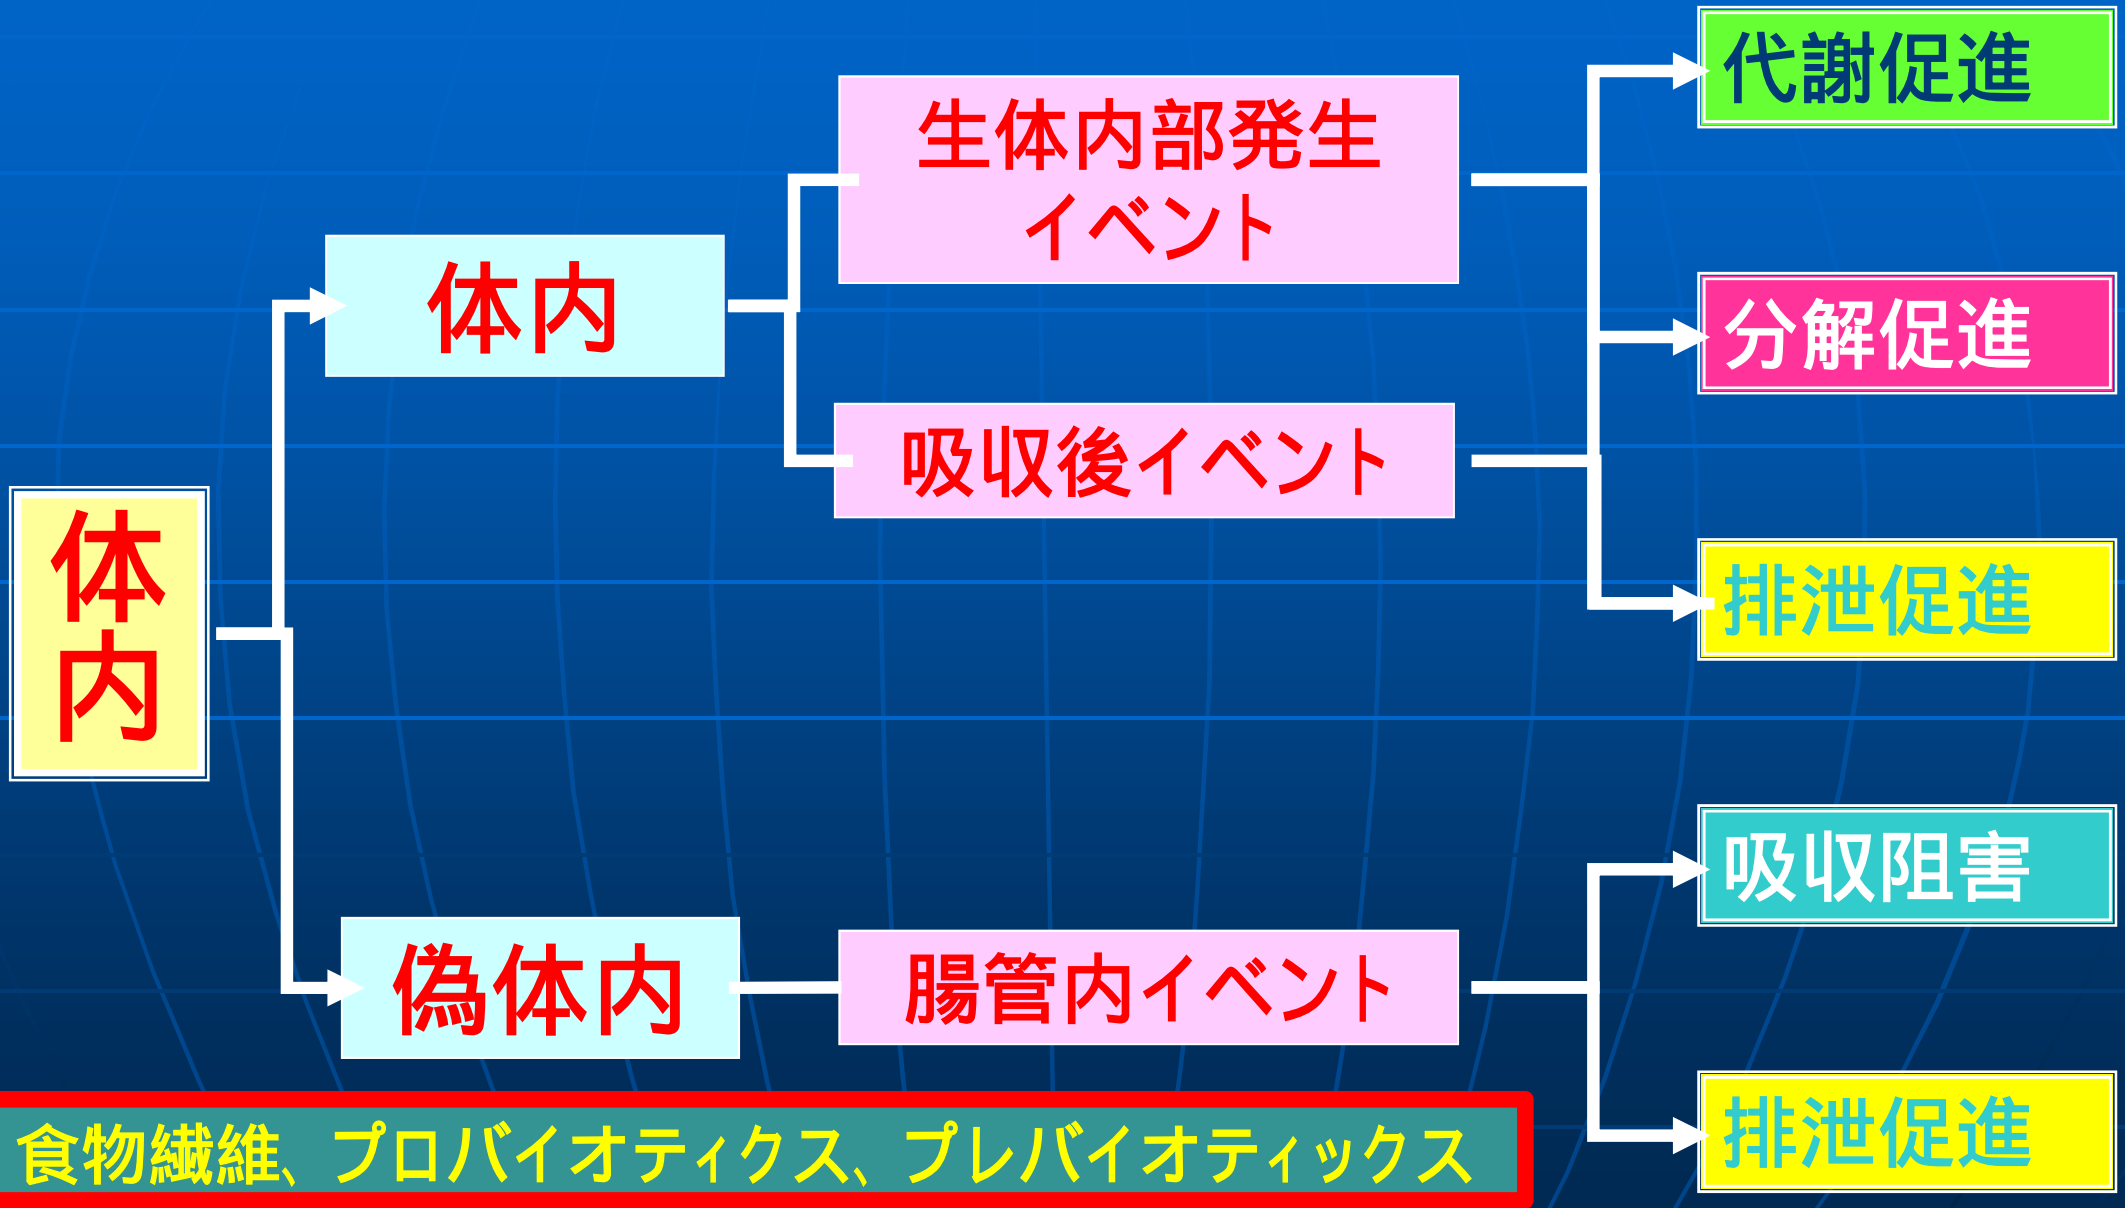 体
内
体内
偽体内
生体内部発生
イベント
吸収後イベント
腸管内イベント
代謝促進
分解促進
排泄促進
吸収阻害
排泄促進
食物繊維、プロバイオティクス、プレバイオティックス